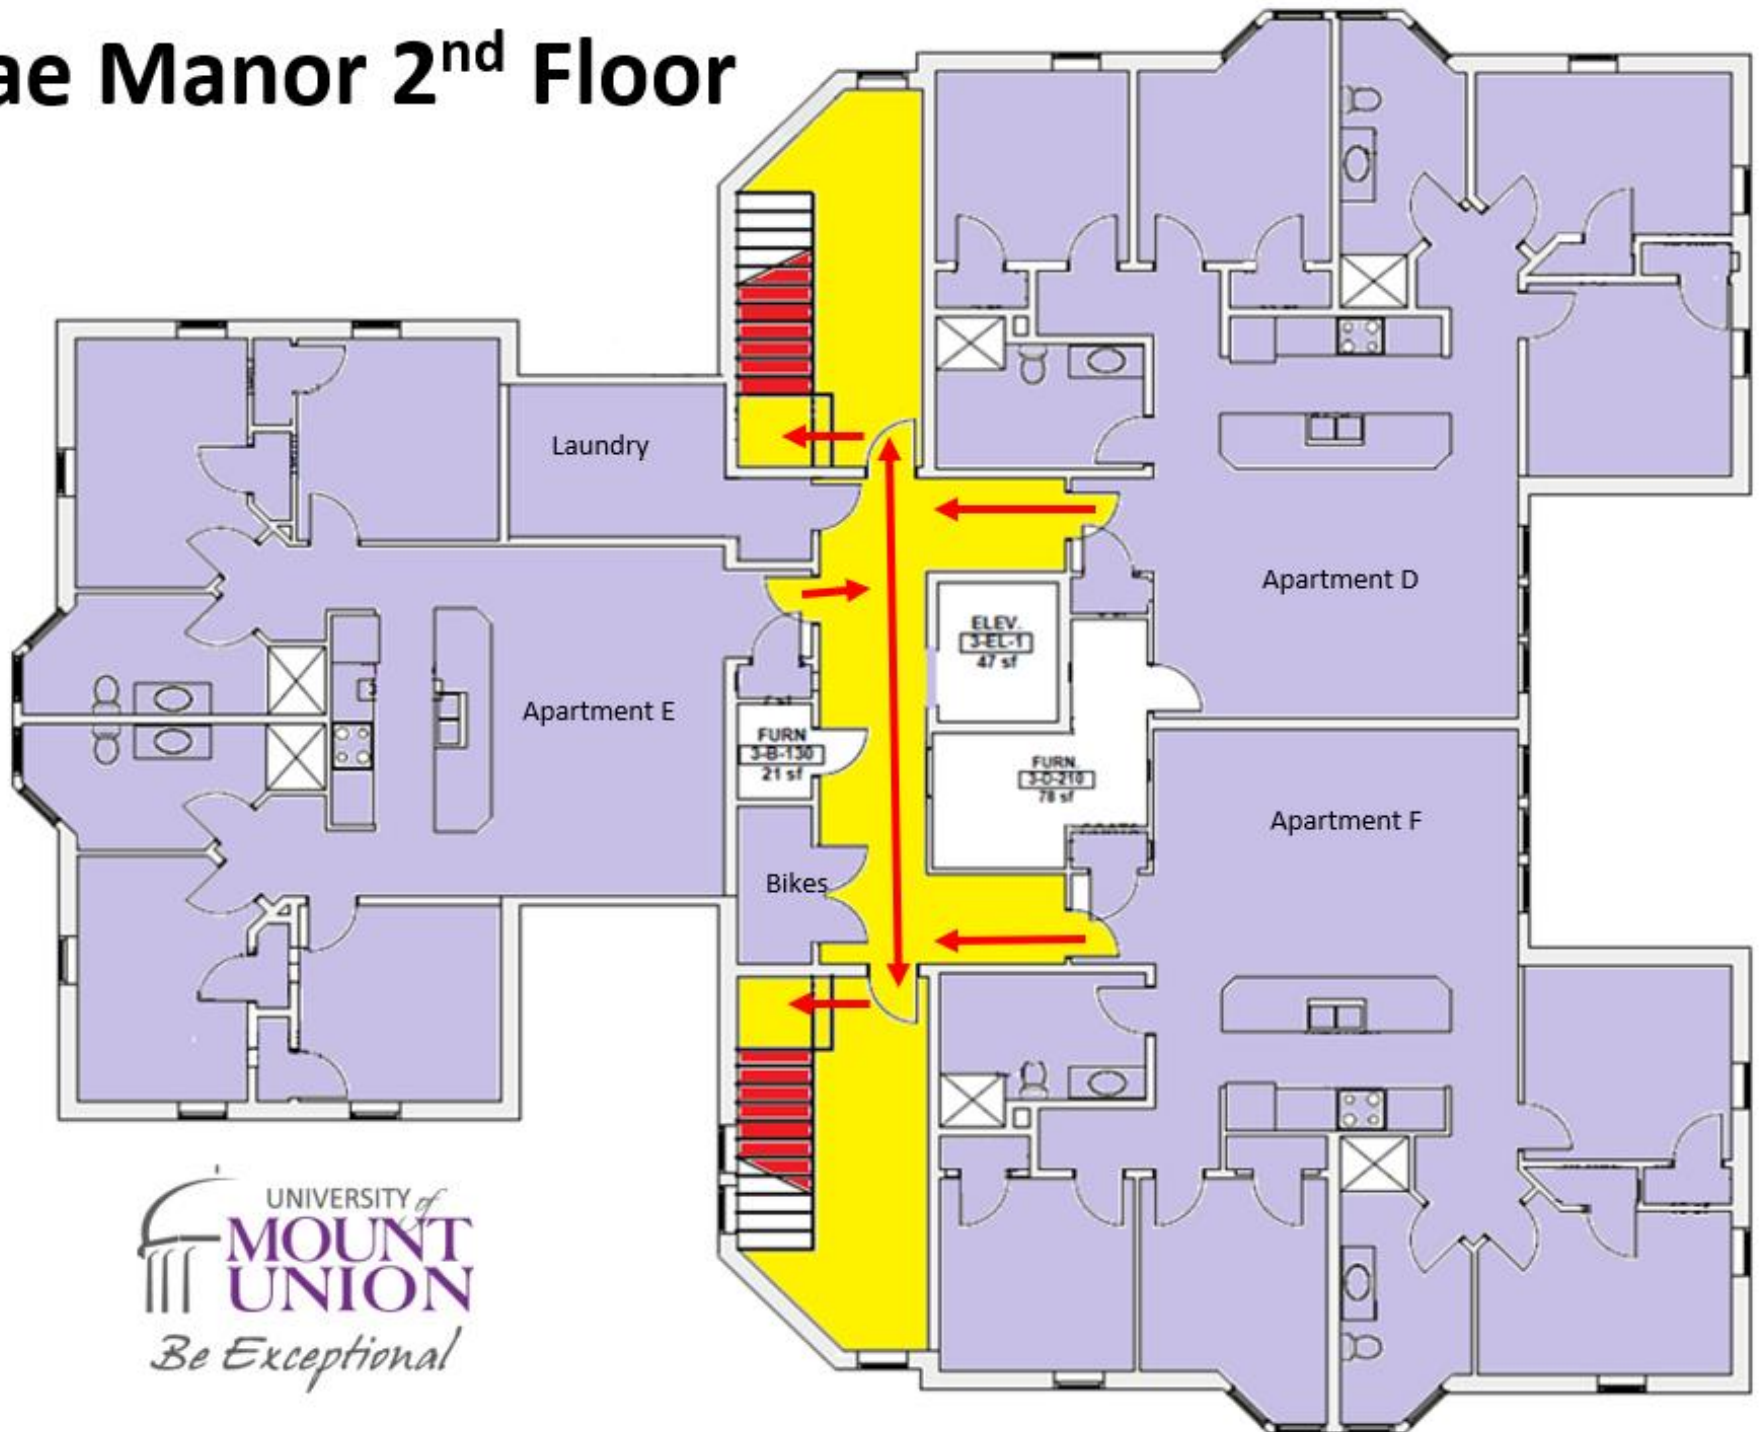 ae Manor 2nd Floor
Laundry
Apartment D
ELEV.
3-EL-1
47 sf
Apartment E
FURN
3-B-130
21 sf
FURN.
3-D-210
78 sf
Apartment F
Bikes
UNIVERSITY of
MOUNT
UNION
Be Exceptional